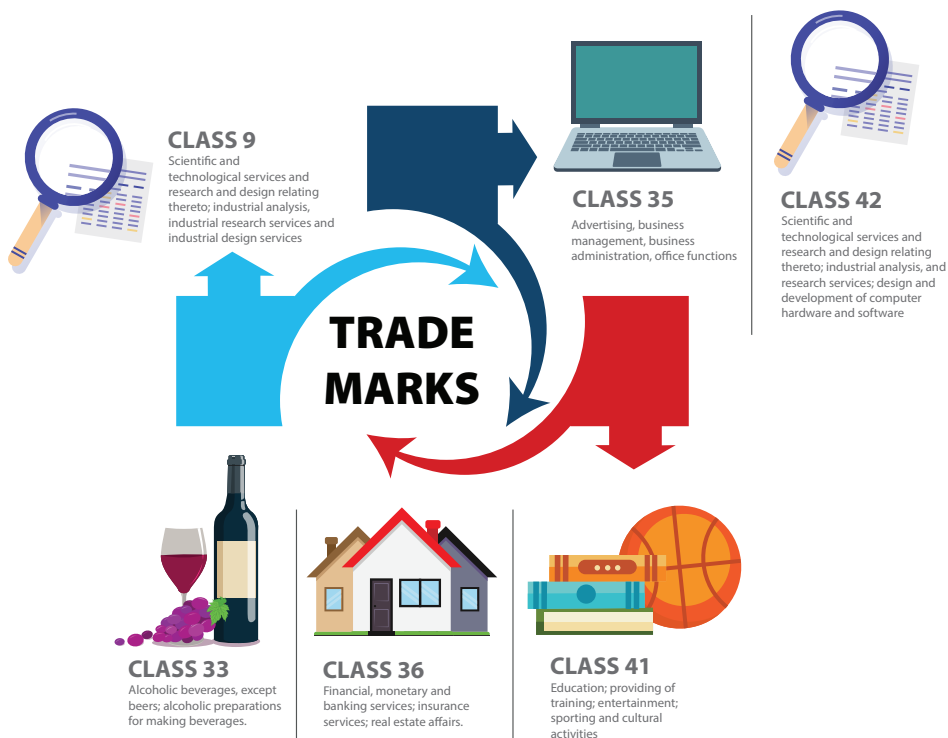 CLASS 9
Scientific and
technological services and
research and design relating
thereto; industrial analysis,
industrial research services and
industrial design services
CLASS 35
Advertising, business
management, business
administration, office functions
CLASS 42
Scientific and
technological services and
research and design relating
thereto; industrial analysis, and
research services; design and
development of computer
hardware and software
TRADE
MARKS
CLASS 33
Alcoholic beverages, except
beers; alcoholic preparations
for making beverages.
CLASS 36
Financial, monetary and
banking services; insurance
services; real estate affairs.
CLASS 41
Education; providing of
training; entertainment;
sporting and cultural
activities